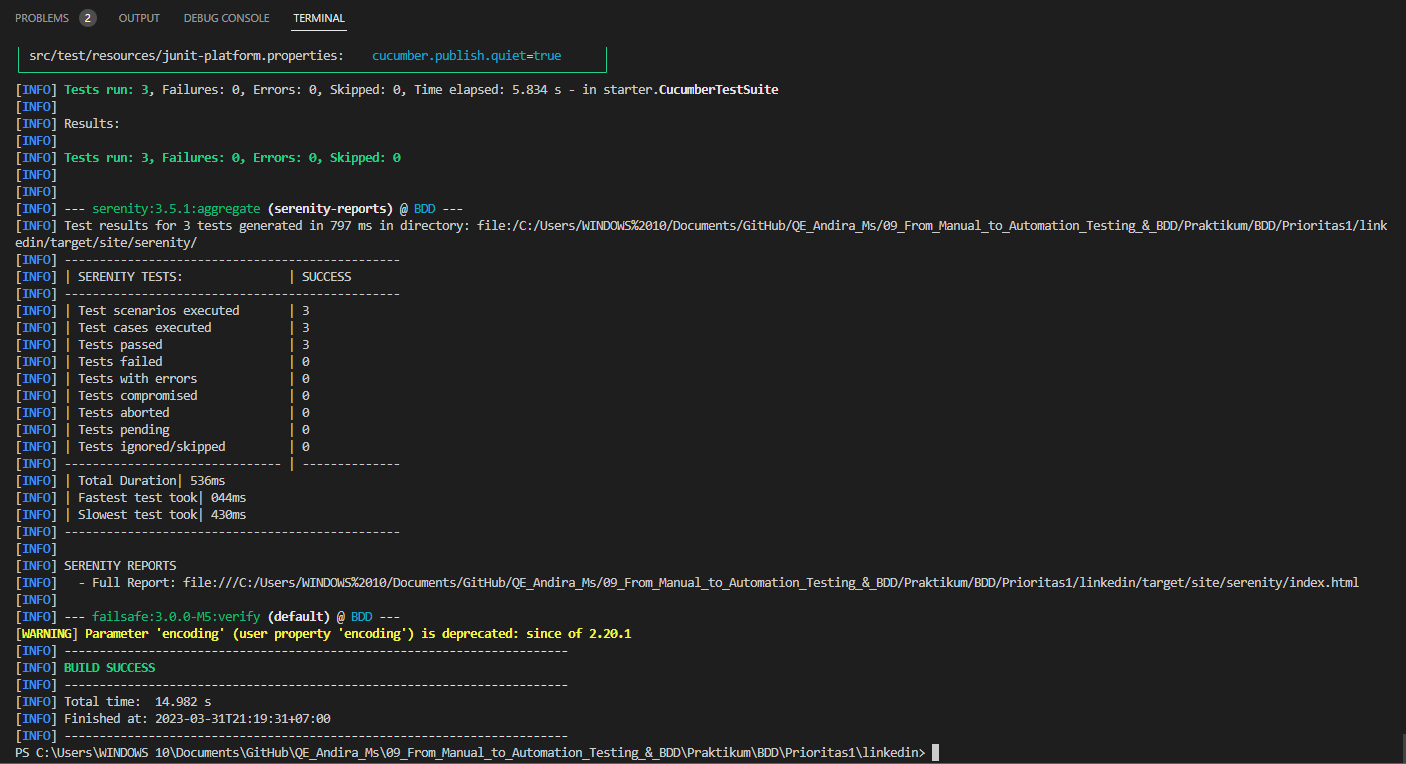 PROBLEMS 2 OUTPUT DEBUG CONSOLE TERMINAL
src/test/resources/junit-platform.properties: cucumber.publish.quiet=true
[INFO] Tests run: 3, Failures: 0, Errors: 0, Skipped: 0, Time elapsed: 5.834 s - in starter.CucumberTestSuite
[INFO]
[INFO] Results:
[INFO]
[INFO] Tests run: 3, Failures: 0, Errors: 0, Skipped: 0
[INFO]
[INFO]
[INFO] --- serenity:3.5.1:aggregate (serenity-reports) @ BDD ---
[INFO] Test results for 3 tests generated in 797 ms in directory: file:/C:/Users/WINDOWS%2010/Documents/GitHub/QE_Andira_Ms/09_From_Manual_to_Automation_Testing_&_BDD/Praktikum/BDD/Prioritas1/link
edin/target/site/serenity/
[INFO] ------------------------------------------------
[INFO] | SERENITY TESTS:               | SUCCESS
[INFO] ------------------------------------------------
[INFO] | Test scenarios executed       | 3
[INFO] | Test cases executed           | 3
[INFO] | Tests passed                  | 3
[INFO] | Tests failed                  | 0
[INFO] | Tests with errors             | 0
[INFO] | Tests compromised             | 0
[INFO] | Tests aborted                 | 0
[INFO] | Tests pending                 | 0
[INFO] | Tests ignored/skipped         | 0
[INFO] ------------------------------- | --------------
[INFO] | Total Duration| 536ms
[INFO] | Fastest test took| 044ms
[INFO] | Slowest test took| 430ms
[INFO] ------------------------------------------------
[INFO]
[INFO] SERENITY REPORTS
[INFO]   - Full Report: file:///C:/Users/WINDOWS%2010/Documents/GitHub/QE_Andira_Ms/09_From_Manual_to_Automation_Testing_&_BDD/Praktikum/BDD/Prioritas1/linkedin/target/site/serenity/index.html
[INFO]
[INFO] --- failsafe:3.0.0-M5:verify (default) @ BDD ---
[WARNING] Parameter 'encoding' (user property 'encoding') is deprecated: since of 2.20.1
[INFO] ------------------------------------------------------------------------
[INFO] BUILD SUCCESS
[INFO] ------------------------------------------------------------------------
[INFO] Total time:  14.982 s
[INFO] Finished at: 2023-03-31T21:19:31+07:00
[INFO] ------------------------------------------------------------------------
PS C:\Users\WINDOWS 10\Documents\GitHub\QE_Andira_Ms\09_From_Manual_to_Automation_Testing_&_BDD\Praktikum\BDD\Prioritas1\linkedin>